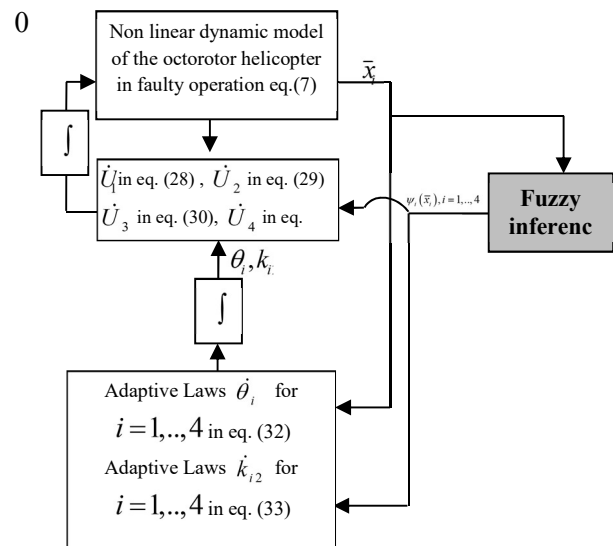 0
Non linear dynamic model
of the octorotor helicopter
in faulty operation eq.(7)
x̄ᵢ
∫
U̇₁ in eq. (28) , U̇₂ in eq. (29)
U̇₃ in eq. (30), U̇₄ in eq.
ψᵢ(x̄ᵢ), i = 1,.., 4
Fuzzy
inferenc
θᵢ, kᵢ
∫
Adaptive Laws θ̇ᵢ for
i = 1,.., 4 in eq. (32)
Adaptive Laws k̇ᵢ₂ for
i = 1,.., 4 in eq. (33)